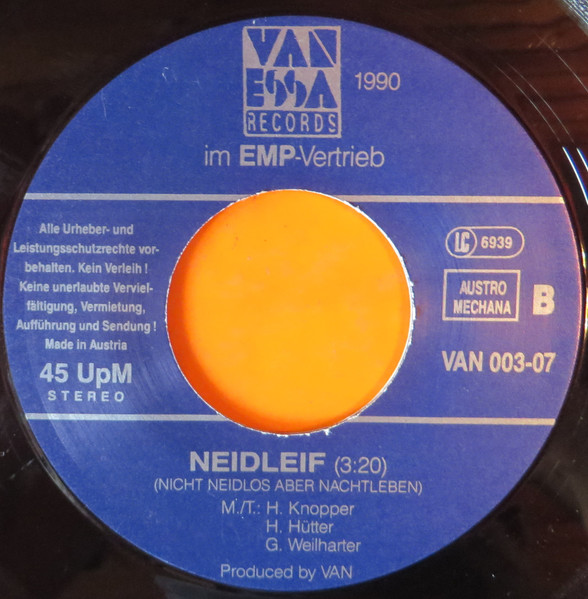 VAN
ESSA
RECORDS
1990
im EMP-Vertrieb
Alle Urheber- und
Leistungsschutzrechte vor-
behalten. Kein Verleih !
Keine unerlaubte Verviel-
fältigung, Vermietung,
Aufführung und Sendung !
Made in Austria
45 UpM
STEREO
LC 6939
AUSTRO
MECHANA
B
VAN 003-07
NEIDLEIF (3:20)
(NICHT NEIDLOS ABER NACHTLEBEN)
M./T.: H. Knopper
H. Hütter
G. Weilharter
Produced by VAN